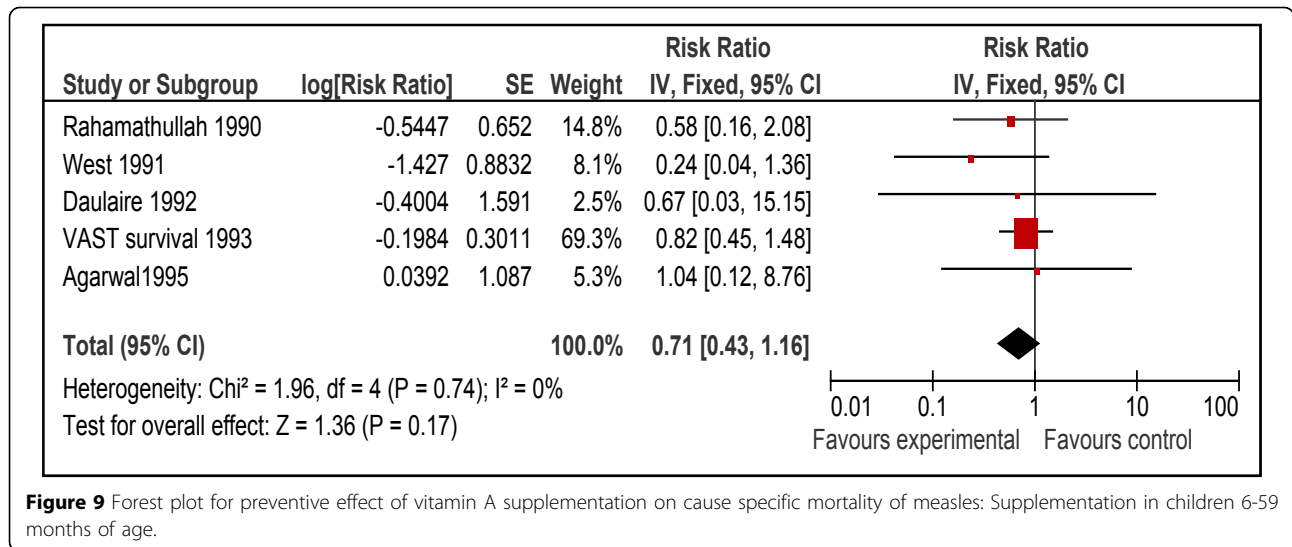 Risk Ratio Risk Ratio
Study or Subgroup log[Risk Ratio] SE Weight IV, Fixed, 95% CI IV, Fixed, 95% CI
Rahamathullah 1990 -0.5447 0.652 14.8% 0.58 [0.16, 2.08]
West 1991 -1.427 0.8832 8.1% 0.24 [0.04, 1.36]
Daulaire 1992 -0.4004 1.591 2.5% 0.67 [0.03, 15.15]
VAST survival 1993 -0.1984 0.3011 69.3% 0.82 [0.45, 1.48]
Agarwal1995 0.0392 1.087 5.3% 1.04 [0.12, 8.76]
Total (95% CI) 100.0% 0.71 [0.43, 1.16]
Heterogeneity: Chi² = 1.96, df = 4 (P = 0.74); I² = 0%
Test for overall effect: Z = 1.36 (P = 0.17)
0.01 0.1 1 10 100
Favours experimental Favours control
Figure 9 Forest plot for preventive effect of vitamin A supplementation on cause specific mortality of measles: Supplementation in children 6-59
months of age.